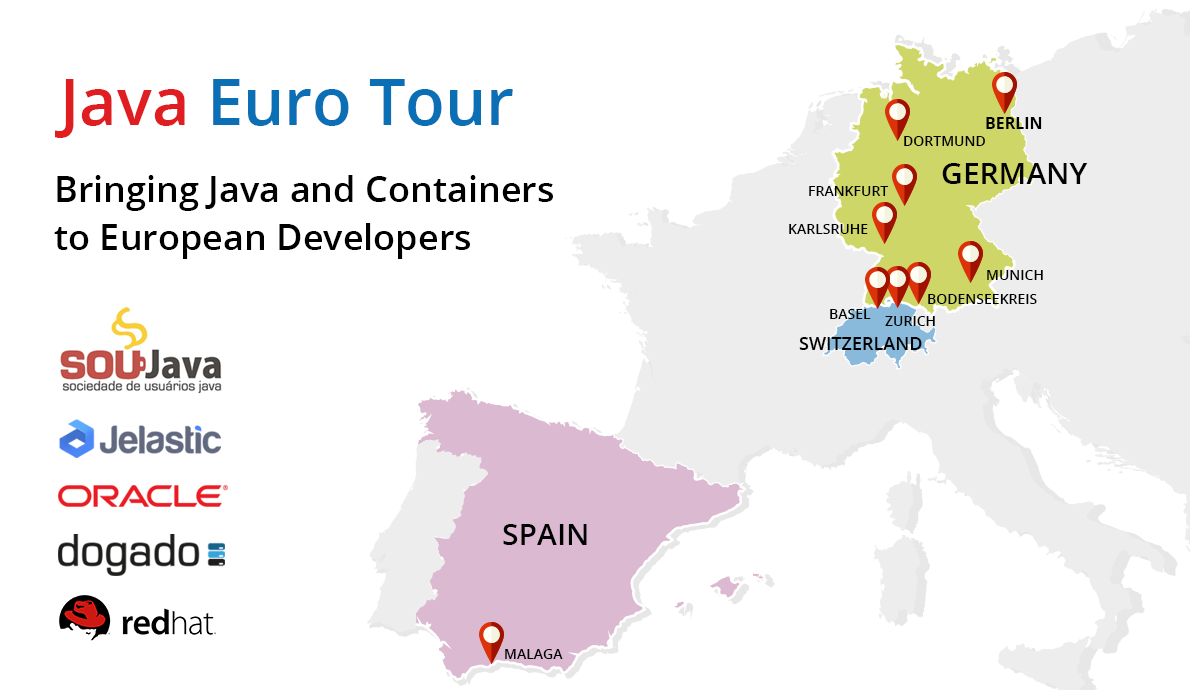 Java Euro Tour
Bringing Java and Containers
to European Developers
SOUJava
sociedade de usuários java
Jelastic
ORACLE®
dogado
redhat.
BERLIN
DORTMUND
GERMANY
FRANKFURT
KARLSRUHE
MUNICH
BODENSEEKREIS
BASEL
ZURICH
SWITZERLAND
SPAIN
MALAGA